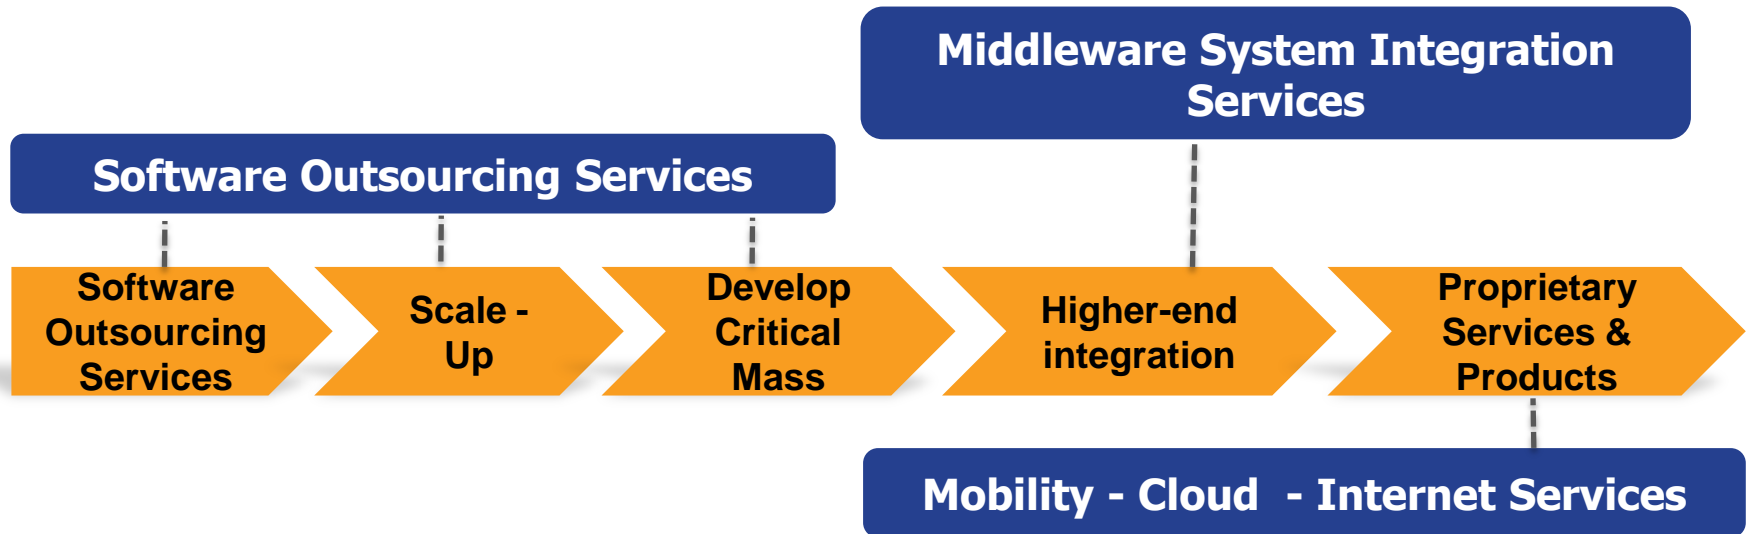 Middleware System Integration
Services
Software Outsourcing Services
Software
Outsourcing
Services
Scale -
Up
Develop
Critical
Mass
Higher-end
integration
Proprietary
Services &
Products
Mobility - Cloud  - Internet Services